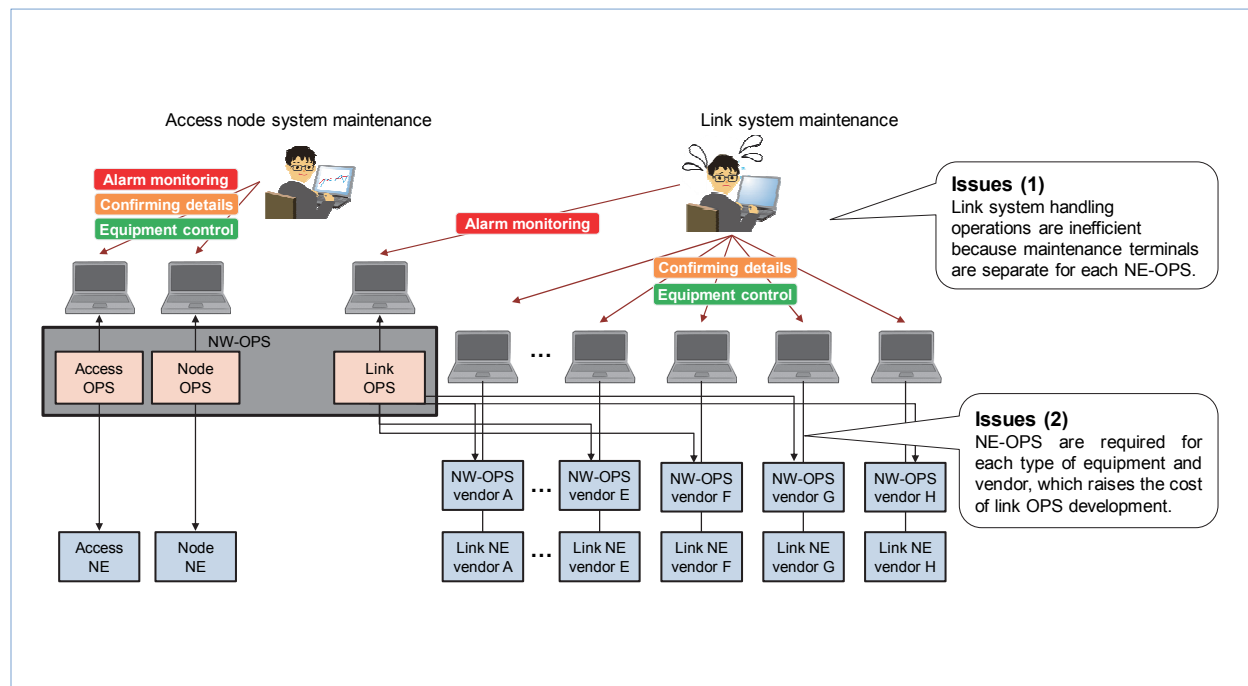 Access node system maintenance
Link system maintenance
Alarm monitoring
Confirming details
Equipment control
Alarm monitoring
Confirming details
Equipment control
Issues (1)
Link system handling
operations are inefficient
because maintenance terminals
are separate for each NE-OPS.
NW-OPS
Access
OPS
Node
OPS
Link
OPS
...
Issues (2)
NE-OPS are required for
each type of equipment and
vendor, which raises the cost
of link OPS development.
NW-OPS
vendor A
...
NW-OPS
vendor E
NW-OPS
vendor F
NW-OPS
vendor G
NW-OPS
vendor H
Access
NE
Node
NE
Link NE
vendor A
...
Link NE
vendor E
Link NE
vendor F
Link NE
vendor G
Link NE
vendor H